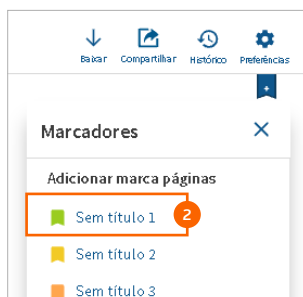 Baixar Compartilhar Histórico Preferências
+
Marcadores
Adicionar marca páginas
Sem título 1 2
Sem título 2
Sem título 3